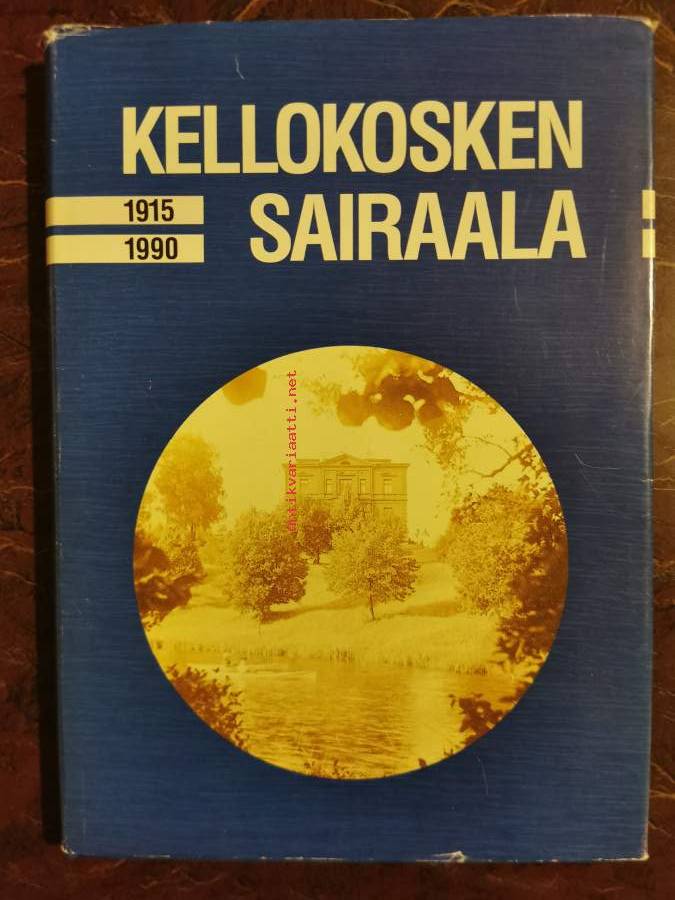 KELLOKOSKEN
1915 SAIRAALA
1990
antikvariaatti.net